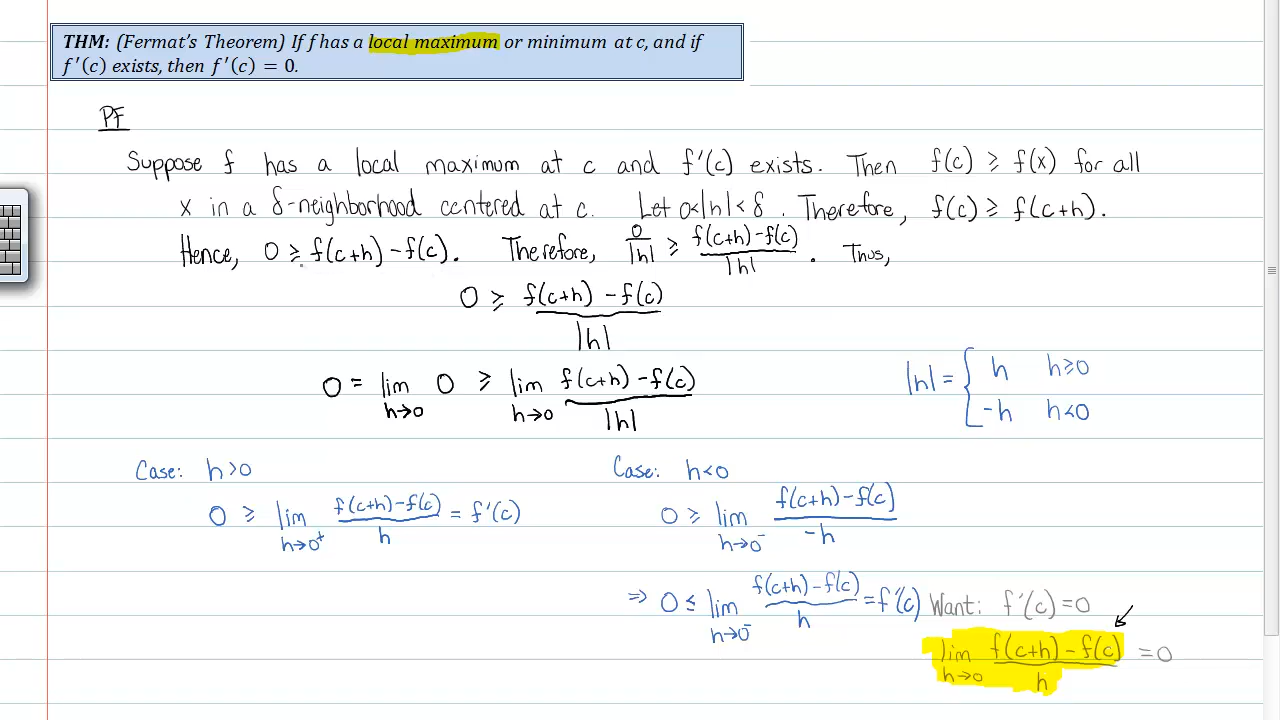 THM: (Fermat's Theorem) If f has a local maximum or minimum at c, and if
f'(c) exists, then f'(c) = 0.
PF
Suppose f has a local maximum at c and f'(c) exists. Then f(c) ≥ f(x) for all
x in a δ-neighborhood centered at c. Let 0<|h|<δ. Therefore, f(c) ≥ f(c+h).
Hence, 0 ≥ f(c+h) - f(c). Therefore, 0/|h| ≥ (f(c+h) - f(c))/|h|. Thus,
0 ≥ (f(c+h) - f(c))/|h|
0 = lim h→0 0 ≥ lim h→0 (f(c+h) - f(c))/|h|
|h| = { h h≥0
-h h<0
Case: h>0
0 ≥ lim h→0⁺ (f(c+h) - f(c))/h = f'(c)
Case: h<0
0 ≥ lim h→0⁻ (f(c+h) - f(c))/-h
⇒ 0 ≤ lim h→0⁻ (f(c+h) - f(c))/h = f'(c)
Want: f'(c) = 0
lim h→0 (f(c+h) - f(c))/h = 0